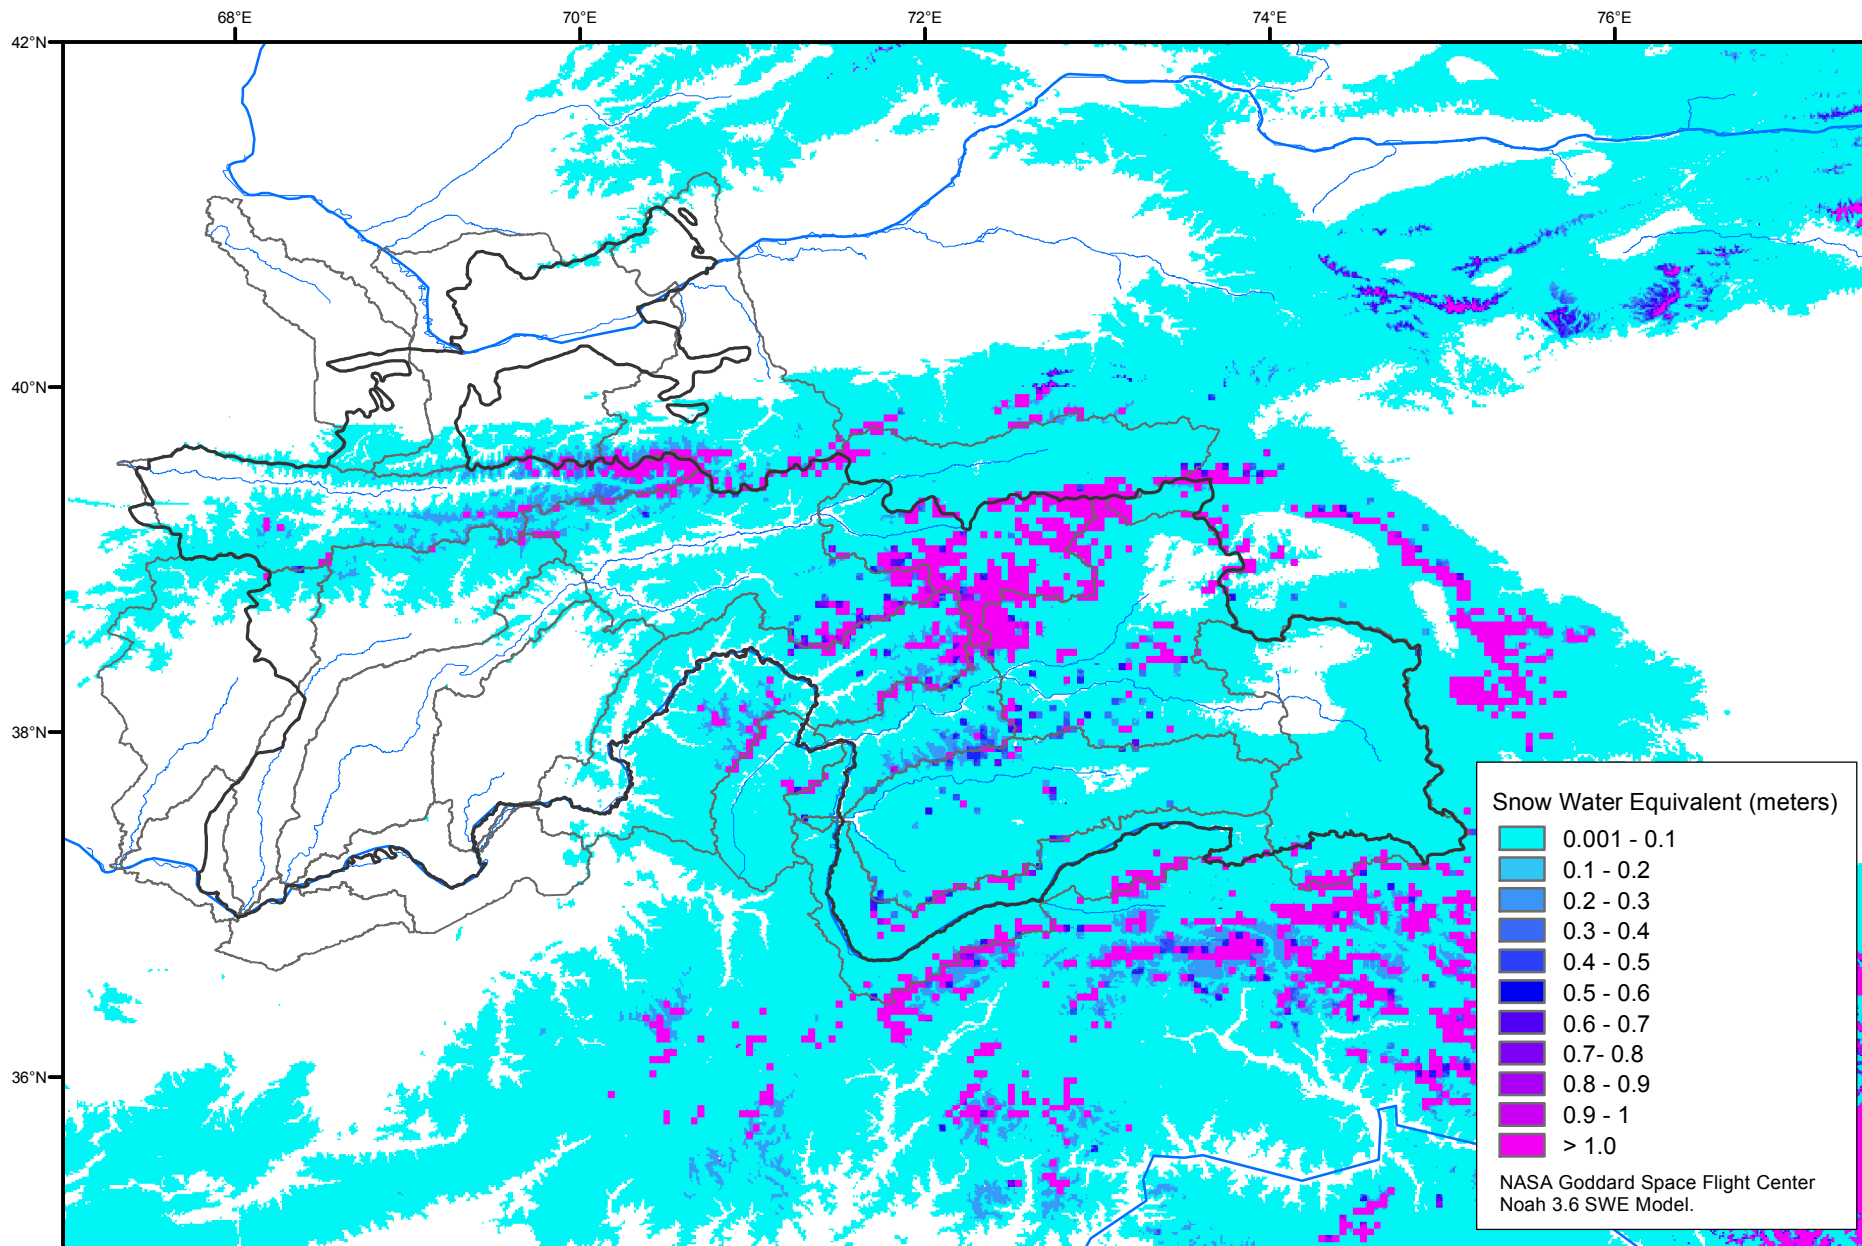 68°E
70°E
72°E
74°E
76°E
42°N
40°N
38°N
36°N
Snow Water Equivalent (meters)
0.001 - 0.1
0.1 - 0.2
0.2 - 0.3
0.3 - 0.4
0.4 - 0.5
0.5 - 0.6
0.6 - 0.7
0.7- 0.8
0.8 - 0.9
0.9 - 1
> 1.0
NASA Goddard Space Flight Center
Noah 3.6 SWE Model.